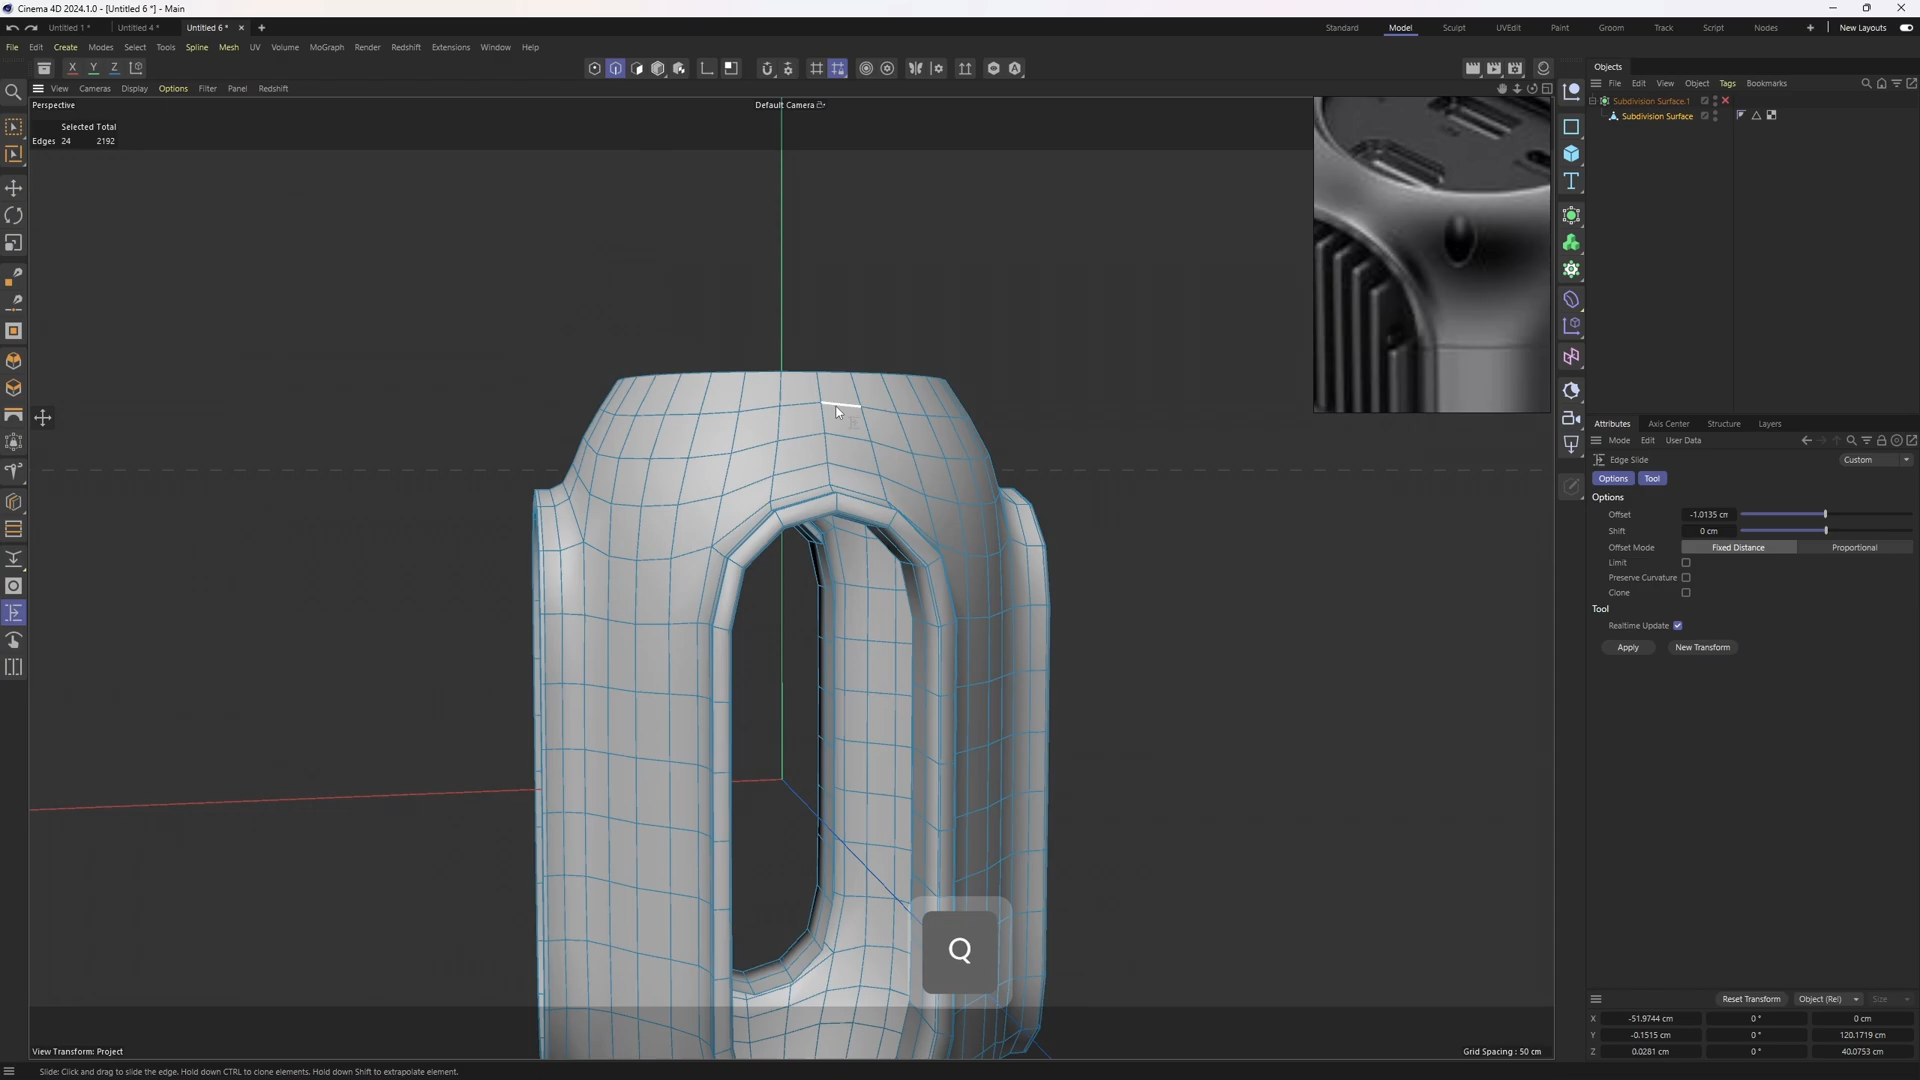 Cinema 4D 2024.1.0 - [Untitled 6 *] - Main
Untitled 1 *
Untitled 4 *
Untitled 6 *
Standard
Model
Sculpt
UVEdit
Paint
Groom
Track
Script
Nodes
New Layouts
File
Edit
Create
Modes
Select
Tools
Spline
Mesh
UV
Volume
MoGraph
Render
Redshift
Extensions
Window
Help
Objects
X
Y
Z
View
Cameras
Display
Options
Filter
Panel
Redshift
File
Edit
View
Object
Tags
Bookmarks
Perspective
Default Camera
Subdivision Surface.1
Subdivision Surface
Selected Total
Edges 24 2192
Attributes
Axis Center
Structure
Layers
Mode
Edit
User Data
Edge Slide
Custom
Options
Tool
Options
Offset -1.0135 cm
Shift 0 cm
Offset Mode Fixed Distance Proportional
Limit
Preserve Curvature
Clone
Tool
Realtime Update
Apply
New Transform
Q
Reset Transform
Object (Rel)
Size
X -51.9744 cm 0 ° 0 cm
Y -0.1515 cm 0 ° 120.1719 cm
Z 0.0281 cm 0 ° 40.0753 cm
View Transform: Project
Grid Spacing : 50 cm
Slide: Click and drag to slide the edge. Hold down CTRL to clone elements. Hold down Shift to extrapolate element.